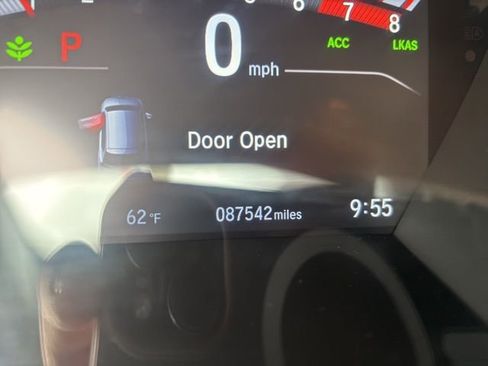 6
7
8
P
0
mph
ACC
LKAS
Door Open
62 °F
087542 miles
9:55